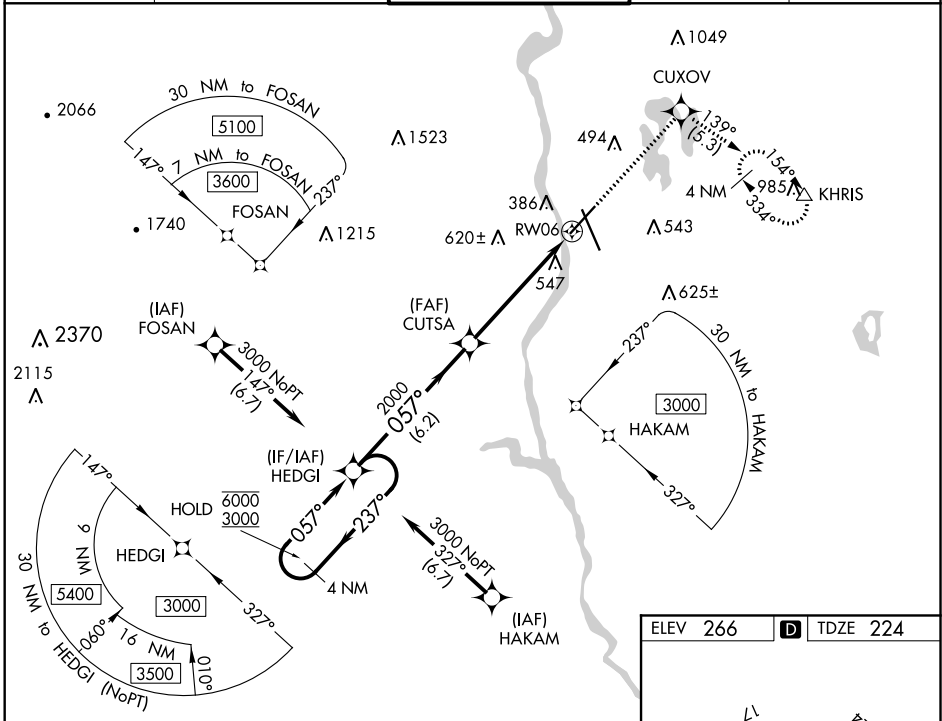 1049
CUXOV
139°
(5.3)
494
154°
4 NM
985
KHRIS
334°
30 NM to FOSAN
5100
7 NM to FOSAN
3600
147°
237°
FOSAN
2066
1523
1740
1215
386
RW06
620±
543
547
(FAF)
CUTSA
625±
(IAF)
FOSAN
3000 NoPT
147°
(6.7)
2370
2115
2000
057°
(6.2)
237°
30 NM to HAKAM
3000
HAKAM
327°
(IF/IAF)
HEDGI
HOLD
6000
3000
057°
237°
4 NM
3000 NoPT
327°
(6.7)
(IAF)
HAKAM
147°
9 NM
HEDGI
30 NM to HEDGI (NoPT)
5400
3000
060°
16 NM
3500
010°
327°
ELEV 266
D
TDZE 224
17